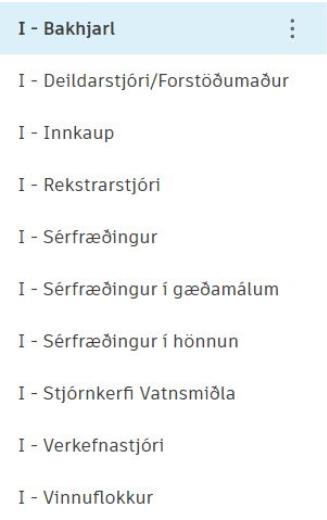 I - Bakhjarl
I - Deildarstjóri/Forstöðumaður
I - Innkaup
I - Rekstrarstjóri
I - Sérfræðingur
I - Sérfræðingur í gæðamálum
I - Sérfræðingur í hönnun
I - Stjórnkerfi Vatnsmiðla
I - Verkefnastjóri
I - Vinnuflokkur